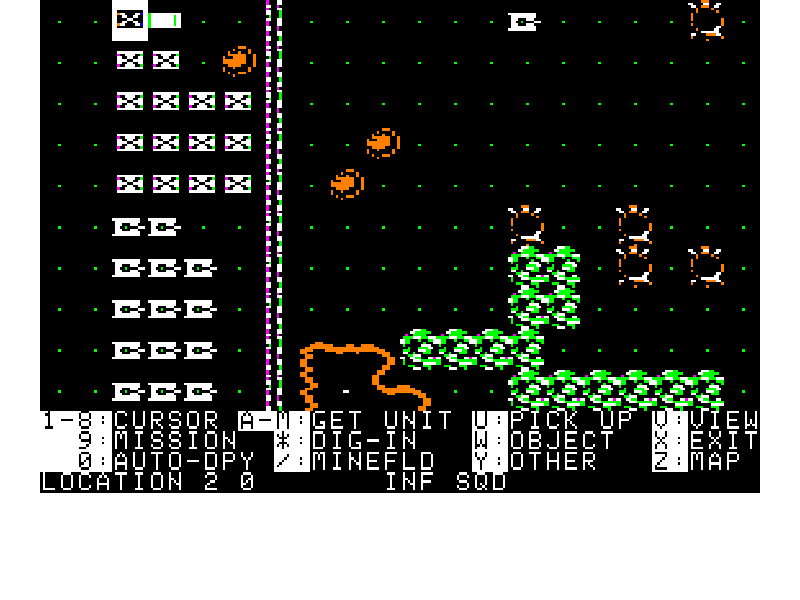 1-8:CURSOR A-M:GET UNIT U:PICK UP V:VIEW
9:MISSION *:DIG-IN W:OBJECT X:EXIT
0:AUTO-DPY /:MINEFLD Y:OTHER Z:MAP
LOCATION 2 0 INF SQD